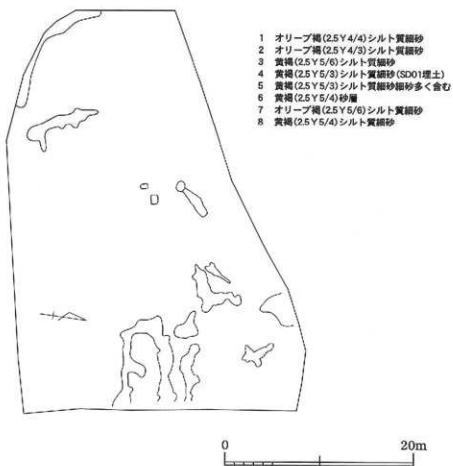 1 オリーブ褐(2.5Y4/4)シルト質細砂
2 オリーブ褐(2.5Y4/3)シルト質細砂
3 黄褐(2.5Y5/6)シルト質細砂
4 黄褐(2.5Y5/3)シルト質細砂(SD01埋土)
5 黄褐(2.5Y5/3)シルト質細砂細砂多く含む
6 黄褐(2.5Y5/4)砂層
7 オリーブ褐(2.5Y5/6)シルト質細砂
8 黄褐(2.5Y5/4)シルト質細砂
0 20m